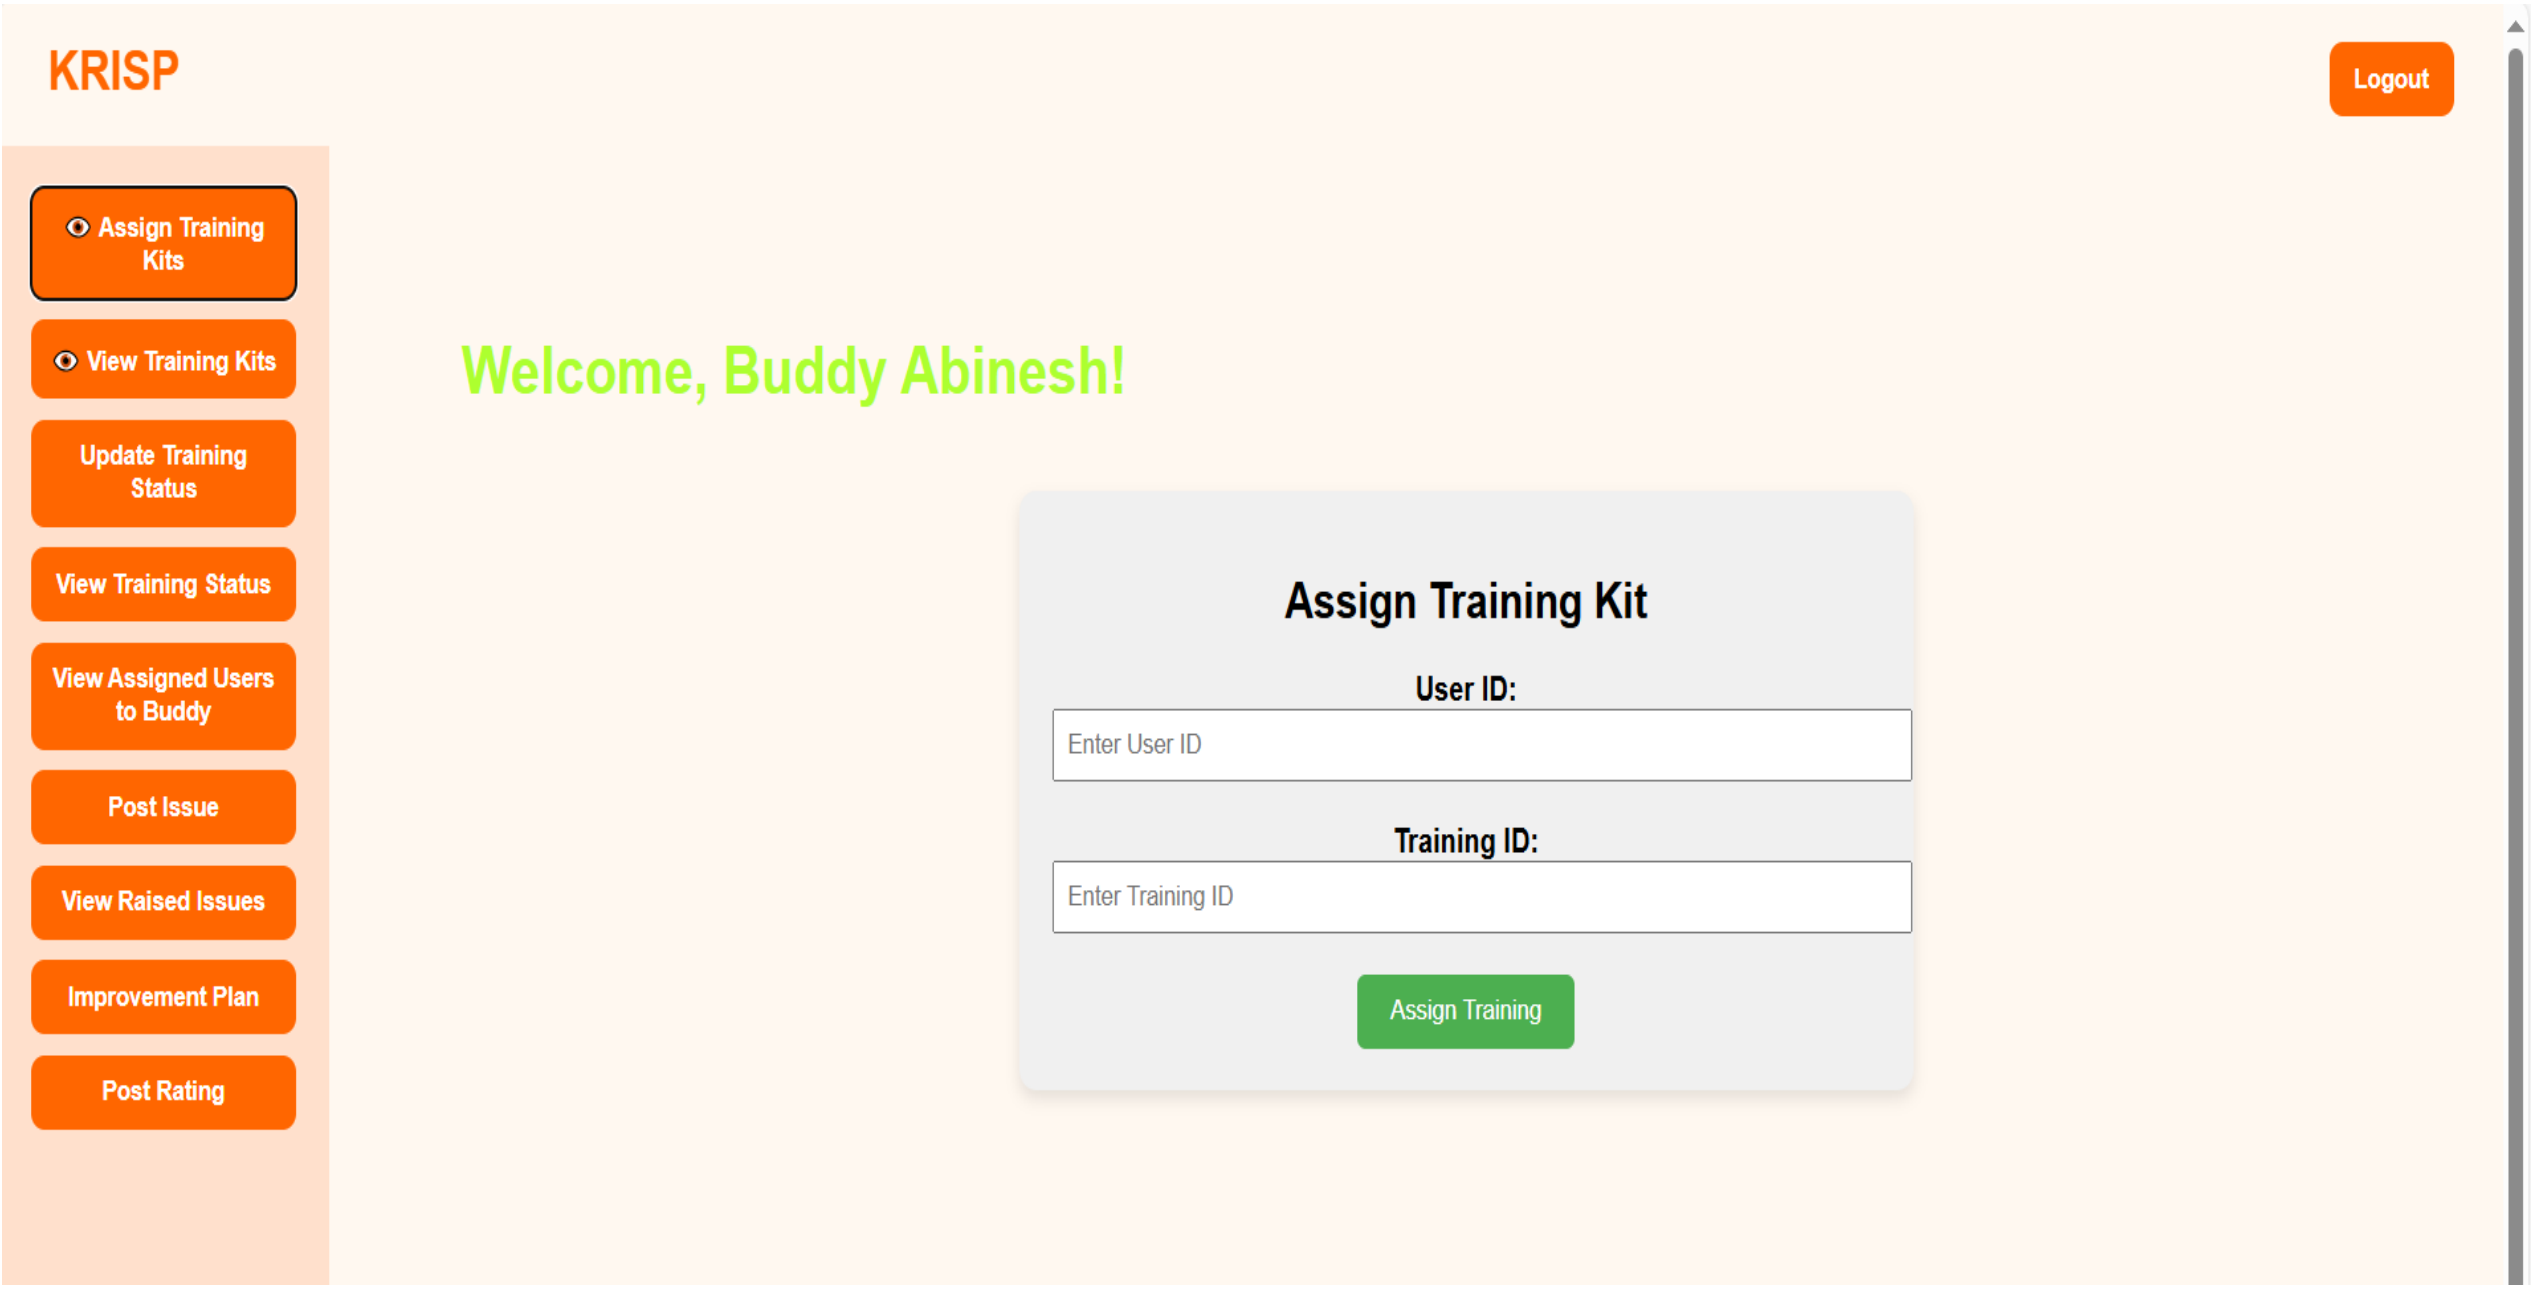 KRISP
Logout
Assign Training
Kits
View Training Kits
Update Training
Status
View Training Status
View Assigned Users
to Buddy
Post Issue
View Raised Issues
Improvement Plan
Post Rating
Welcome, Buddy Abinesh!
Assign Training Kit
User ID:
Enter User ID
Training ID:
Enter Training ID
Assign Training